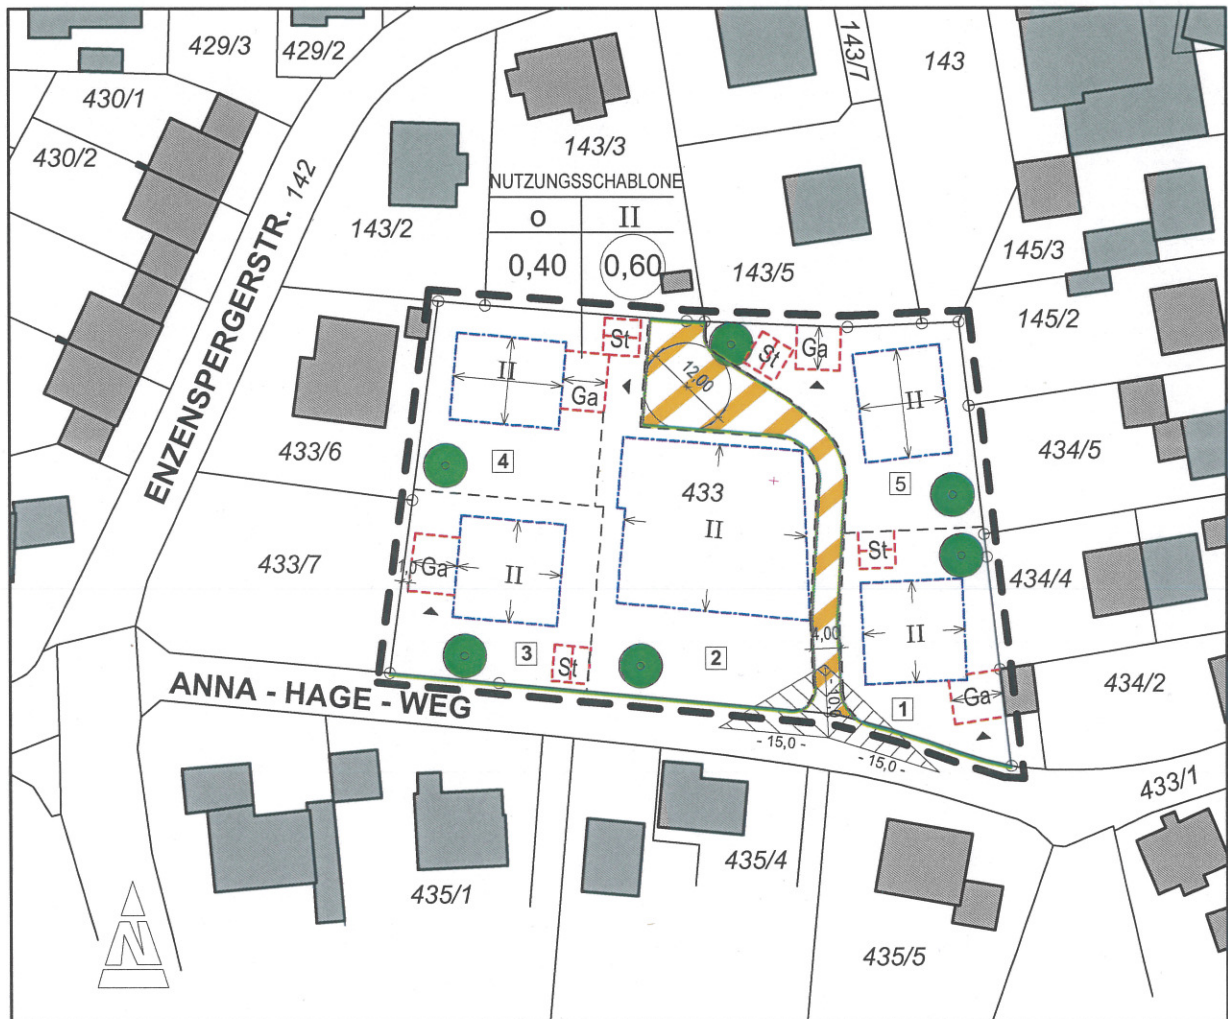 429/3
429/2
143/7
143
430/1
430/2
143/3
ENZENSPERGERSTR. 142
143/2
NUTZUNGSSCHABLONE
o II
0,40 0,60
143/5
145/3
145/2
St
St
Ga
II
Ga
12,00
II
433/6
4
433
5
434/5
II
St
433/7
1,0
Ga
II
434/4
II
4,00
3
St
2
10,0
1
Ga
434/2
ANNA - HAGE - WEG
- 15,0 -
- 15,0 -
433/1
435/1
435/4
435/5
N